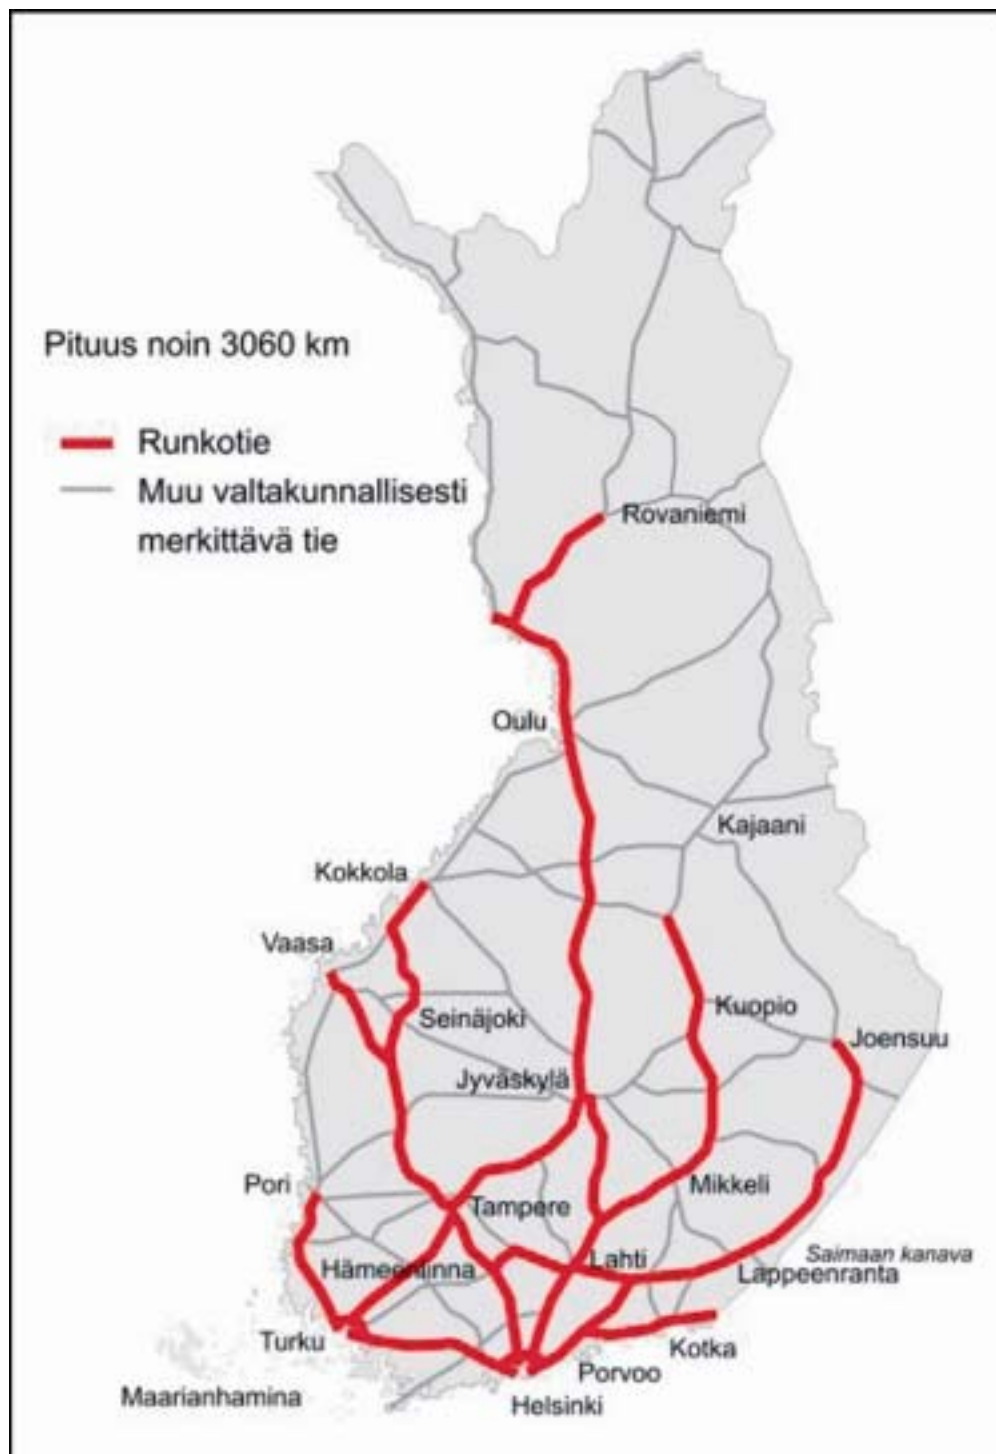 Pituus noin 3060 km
Runkotie
Muu valtakunnallisesti
merkittävä tie
Rovaniemi
Oulu
Kajaani
Kokkola
Vaasa
Kuopio
Seinäjoki
Joensuu
Jyväskylä
Pori
Mikkeli
Tampere
Saimaan kanava
Lahti
Hämeenlinna
Lappeenranta
Turku
Kotka
Porvoo
Maarianhamina
Helsinki